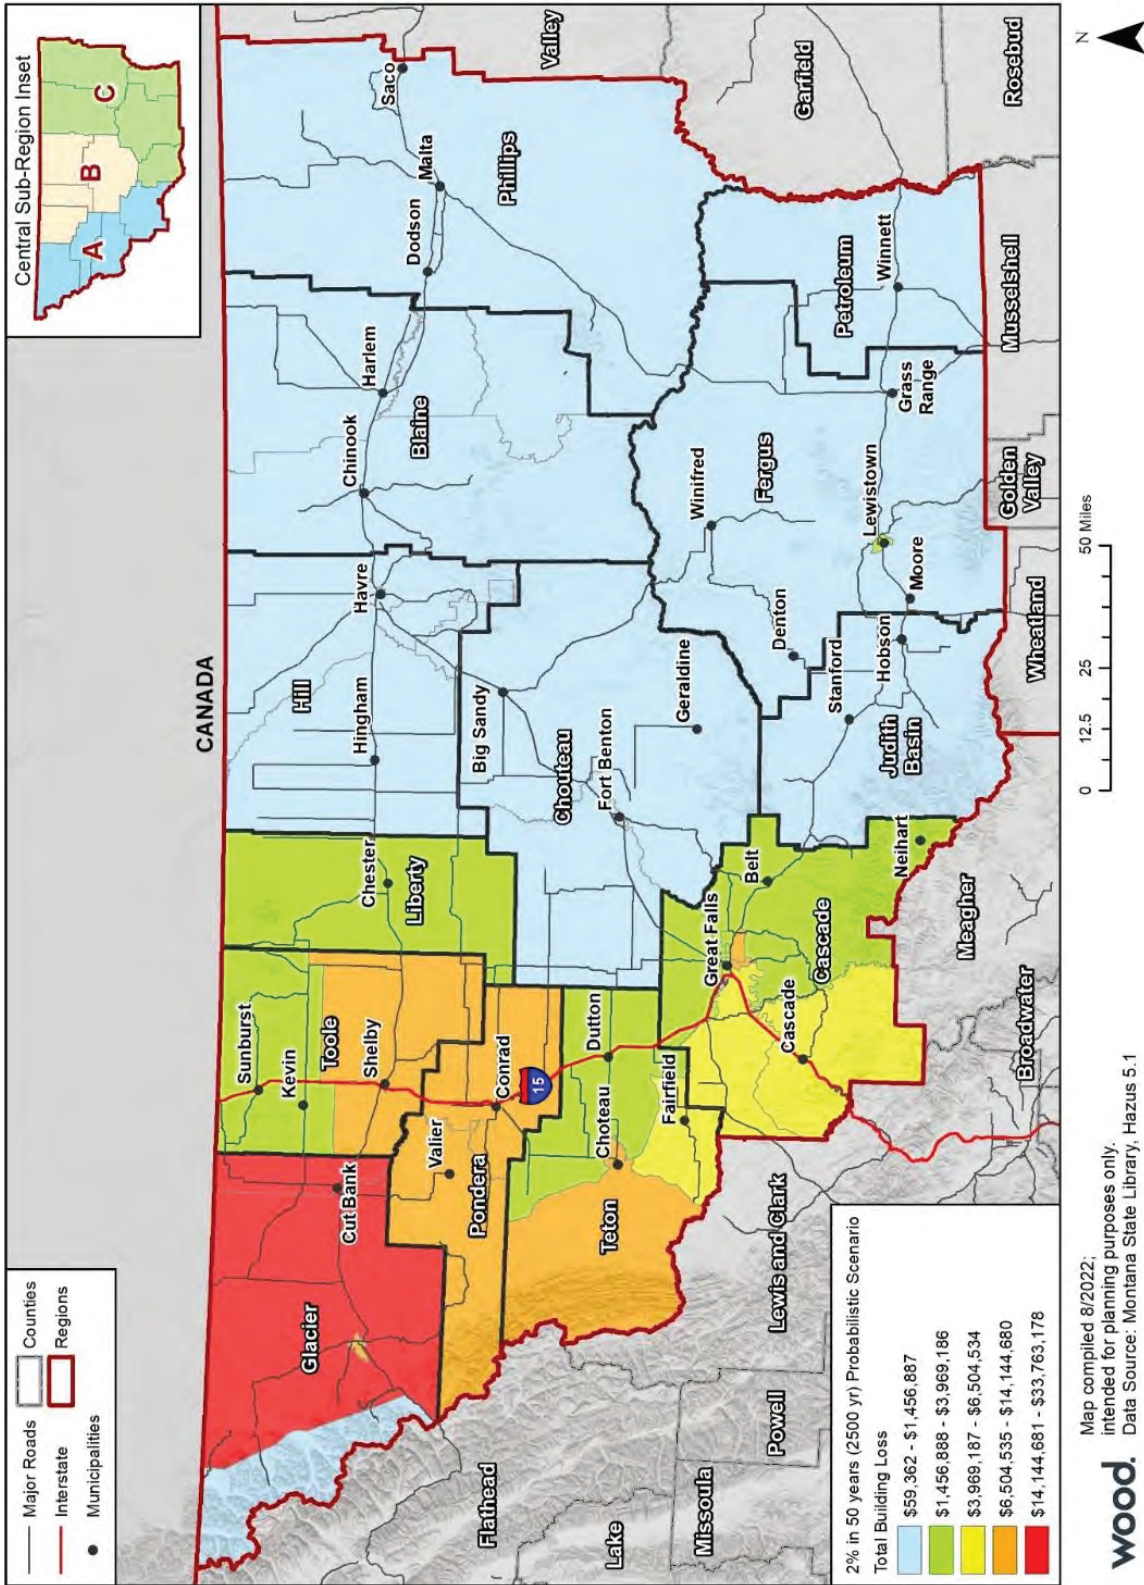 Major Roads
Interstate
Municipalities
Counties
Regions
CANADA
Central Sub-Region Inset
A
B
C
Glacier
Cut Bank
Sunburst
Kevin
Toole
Shelby
Chester
Liberty
Hill
Hingham
Havre
Chinook
Harlem
Blaine
Dodson
Malta
Saco
Phillips
Valley
Valier
Pondera
Conrad
15
Big Sandy
Chouteau
Fort Benton
Geraldine
Choteau
Dutton
Teton
Fairfield
Great Falls
Belt
Cascade
Cascade
Neihart
Winifred
Denton
Fergus
Stanford
Judith
Basin
Hobson
Moore
Lewistown
Grass
Range
Petroleum
Winnett
Garfield
Rosebud
Musselshell
Golden
Valley
Wheatland
Meagher
Broadwater
Lewis and Clark
Flathead
Lake
Missoula
Powell
2% in 50 years (2500 yr) Probabilistic Scenario
Total Building Loss
$59,362 - $1,456,887
$1,456,888 - $3,969,186
$3,969,187 - $6,504,534
$6,504,535 - $14,144,680
$14,144,681 - $33,763,178
wood.
Map compiled 8/2022;
intended for planning purposes only.
Data Source: Montana State Library, Hazus 5.1
0 12.5 25 50 Miles
N